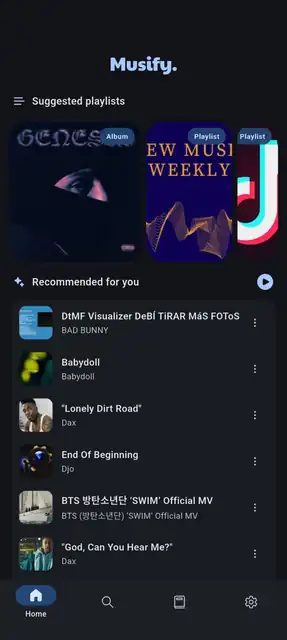 Musify.
Suggested playlists
Album
Playlist
Playlist
GENES
EW MUSI
WEEKLY
Recommended for you
DtMF Visualizer DeBÍ TiRAR MáS FOToS
BAD BUNNY
Babydoll
Babydoll
"Lonely Dirt Road"
Dax
End Of Beginning
Djo
BTS 방탄소년단 ‘SWIM’ Official MV
BTS (방탄소년단) ‘SWIM’ Official MV
"God, Can You Hear Me?"
Dax
Home